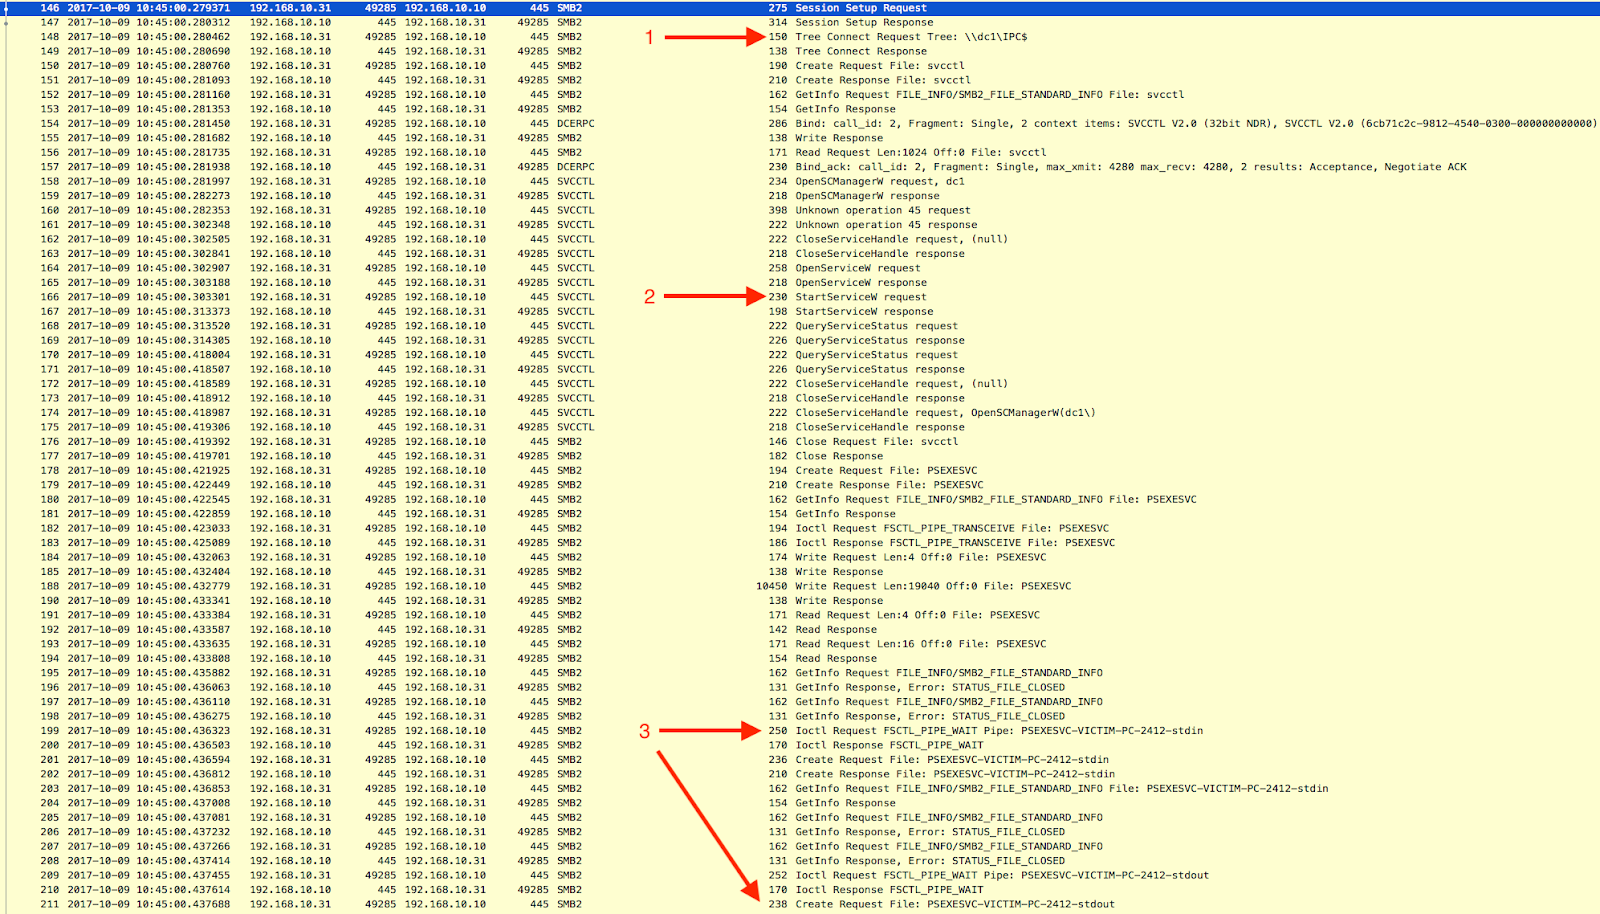 146 2017-10-09 10:45:00.279371 192.168.10.31 49285 192.168.10.10 445 SMB2 275 Session Setup Request
147 2017-10-09 10:45:00.280312 192.168.10.10 445 192.168.10.31 49285 SMB2 314 Session Setup Response
148 2017-10-09 10:45:00.280462 192.168.10.31 49285 192.168.10.10 445 SMB2 1 150 Tree Connect Request Tree: \\dc1\IPC$
149 2017-10-09 10:45:00.280690 192.168.10.10 445 192.168.10.31 49285 SMB2 138 Tree Connect Response
150 2017-10-09 10:45:00.280760 192.168.10.31 49285 192.168.10.10 445 SMB2 190 Create Request File: svcctl
151 2017-10-09 10:45:00.281093 192.168.10.10 445 192.168.10.31 49285 SMB2 210 Create Response File: svcctl
152 2017-10-09 10:45:00.281160 192.168.10.31 49285 192.168.10.10 445 SMB2 162 GetInfo Request FILE_INFO/SMB2_FILE_STANDARD_INFO File: svcctl
153 2017-10-09 10:45:00.281353 192.168.10.10 445 192.168.10.31 49285 SMB2 154 GetInfo Response
154 2017-10-09 10:45:00.281450 192.168.10.31 49285 192.168.10.10 445 DCERPC 286 Bind: call_id: 2, Fragment: Single, 2 context items: SVCCTL V2.0 (32bit NDR), SVCCTL V2.0 (6cb71c2c-9812-4540-0300-000000000000)
155 2017-10-09 10:45:00.281682 192.168.10.10 445 192.168.10.31 49285 SMB2 138 Write Response
156 2017-10-09 10:45:00.281735 192.168.10.31 49285 192.168.10.10 445 SMB2 171 Read Request Len:1024 Off:0 File: svcctl
157 2017-10-09 10:45:00.281938 192.168.10.10 445 192.168.10.31 49285 DCERPC 230 Bind_ack: call_id: 2, Fragment: Single, max_xmit: 4280 max_recv: 4280, 2 results: Acceptance, Negotiate ACK
158 2017-10-09 10:45:00.281997 192.168.10.31 49285 192.168.10.10 445 SVCCTL 234 OpenSCManagerW request, dc1
159 2017-10-09 10:45:00.282273 192.168.10.10 445 192.168.10.31 49285 SVCCTL 218 OpenSCManagerW response
160 2017-10-09 10:45:00.282353 192.168.10.31 49285 192.168.10.10 445 SVCCTL 398 Unknown operation 45 request
161 2017-10-09 10:45:00.302348 192.168.10.10 445 192.168.10.31 49285 SVCCTL 222 Unknown operation 45 response
162 2017-10-09 10:45:00.302505 192.168.10.31 49285 192.168.10.10 445 SVCCTL 222 CloseServiceHandle request, (null)
163 2017-10-09 10:45:00.302841 192.168.10.10 445 192.168.10.31 49285 SVCCTL 218 CloseServiceHandle response
164 2017-10-09 10:45:00.302907 192.168.10.31 49285 192.168.10.10 445 SVCCTL 258 OpenServiceW request
165 2017-10-09 10:45:00.303188 192.168.10.10 445 192.168.10.31 49285 SVCCTL 218 OpenServiceW response
166 2017-10-09 10:45:00.303301 192.168.10.31 49285 192.168.10.10 445 SVCCTL 2 230 StartServiceW request
167 2017-10-09 10:45:00.313373 192.168.10.10 445 192.168.10.31 49285 SVCCTL 198 StartServiceW response
168 2017-10-09 10:45:00.313520 192.168.10.31 49285 192.168.10.10 445 SVCCTL 222 QueryServiceStatus request
169 2017-10-09 10:45:00.314305 192.168.10.10 445 192.168.10.31 49285 SVCCTL 226 QueryServiceStatus response
170 2017-10-09 10:45:00.418004 192.168.10.31 49285 192.168.10.10 445 SVCCTL 222 QueryServiceStatus request
171 2017-10-09 10:45:00.418507 192.168.10.10 445 192.168.10.31 49285 SVCCTL 226 QueryServiceStatus response
172 2017-10-09 10:45:00.418589 192.168.10.31 49285 192.168.10.10 445 SVCCTL 222 CloseServiceHandle request, (null)
173 2017-10-09 10:45:00.418912 192.168.10.10 445 192.168.10.31 49285 SVCCTL 218 CloseServiceHandle response
174 2017-10-09 10:45:00.418987 192.168.10.31 49285 192.168.10.10 445 SVCCTL 222 CloseServiceHandle request, OpenSCManagerW(dc1\)
175 2017-10-09 10:45:00.419306 192.168.10.10 445 192.168.10.31 49285 SVCCTL 218 CloseServiceHandle response
176 2017-10-09 10:45:00.419392 192.168.10.31 49285 192.168.10.10 445 SMB2 146 Close Request File: svcctl
177 2017-10-09 10:45:00.419701 192.168.10.10 445 192.168.10.31 49285 SMB2 182 Close Response
178 2017-10-09 10:45:00.421925 192.168.10.31 49285 192.168.10.10 445 SMB2 194 Create Request File: PSEXESVC
179 2017-10-09 10:45:00.422449 192.168.10.10 445 192.168.10.31 49285 SMB2 210 Create Response File: PSEXESVC
180 2017-10-09 10:45:00.422545 192.168.10.31 49285 192.168.10.10 445 SMB2 162 GetInfo Request FILE_INFO/SMB2_FILE_STANDARD_INFO File: PSEXESVC
181 2017-10-09 10:45:00.422859 192.168.10.10 445 192.168.10.31 49285 SMB2 154 GetInfo Response
182 2017-10-09 10:45:00.423033 192.168.10.31 49285 192.168.10.10 445 SMB2 194 Ioctl Request FSCTL_PIPE_TRANSCEIVE File: PSEXESVC
183 2017-10-09 10:45:00.425089 192.168.10.10 445 192.168.10.31 49285 SMB2 186 Ioctl Response FSCTL_PIPE_TRANSCEIVE File: PSEXESVC
184 2017-10-09 10:45:00.432063 192.168.10.31 49285 192.168.10.10 445 SMB2 174 Write Request Len:4 Off:0 File: PSEXESVC
185 2017-10-09 10:45:00.432404 192.168.10.10 445 192.168.10.31 49285 SMB2 138 Write Response
188 2017-10-09 10:45:00.432779 192.168.10.31 49285 192.168.10.10 445 SMB2 10450 Write Request Len:19040 Off:0 File: PSEXESVC
190 2017-10-09 10:45:00.433341 192.168.10.10 445 192.168.10.31 49285 SMB2 138 Write Response
191 2017-10-09 10:45:00.433384 192.168.10.31 49285 192.168.10.10 445 SMB2 171 Read Request Len:4 Off:0 File: PSEXESVC
192 2017-10-09 10:45:00.433587 192.168.10.10 445 192.168.10.31 49285 SMB2 142 Read Response
193 2017-10-09 10:45:00.433635 192.168.10.31 49285 192.168.10.10 445 SMB2 171 Read Request Len:16 Off:0 File: PSEXESVC
194 2017-10-09 10:45:00.433808 192.168.10.10 445 192.168.10.31 49285 SMB2 154 Read Response
195 2017-10-09 10:45:00.435882 192.168.10.31 49285 192.168.10.10 445 SMB2 162 GetInfo Request FILE_INFO/SMB2_FILE_STANDARD_INFO
196 2017-10-09 10:45:00.436063 192.168.10.10 445 192.168.10.31 49285 SMB2 131 GetInfo Response, Error: STATUS_FILE_CLOSED
197 2017-10-09 10:45:00.436110 192.168.10.31 49285 192.168.10.10 445 SMB2 162 GetInfo Request FILE_INFO/SMB2_FILE_STANDARD_INFO
198 2017-10-09 10:45:00.436275 192.168.10.10 445 192.168.10.31 49285 SMB2 131 GetInfo Response, Error: STATUS_FILE_CLOSED
199 2017-10-09 10:45:00.436323 192.168.10.31 49285 192.168.10.10 445 SMB2 3 250 Ioctl Request FSCTL_PIPE_WAIT Pipe: PSEXESVC-VICTIM-PC-2412-stdin
200 2017-10-09 10:45:00.436503 192.168.10.10 445 192.168.10.31 49285 SMB2 170 Ioctl Response FSCTL_PIPE_WAIT
201 2017-10-09 10:45:00.436594 192.168.10.31 49285 192.168.10.10 445 SMB2 236 Create Request File: PSEXESVC-VICTIM-PC-2412-stdin
202 2017-10-09 10:45:00.436812 192.168.10.10 445 192.168.10.31 49285 SMB2 210 Create Response File: PSEXESVC-VICTIM-PC-2412-stdin
203 2017-10-09 10:45:00.436853 192.168.10.31 49285 192.168.10.10 445 SMB2 162 GetInfo Request FILE_INFO/SMB2_FILE_STANDARD_INFO File: PSEXESVC-VICTIM-PC-2412-stdin
204 2017-10-09 10:45:00.437008 192.168.10.10 445 192.168.10.31 49285 SMB2 154 GetInfo Response
205 2017-10-09 10:45:00.437081 192.168.10.31 49285 192.168.10.10 445 SMB2 162 GetInfo Request FILE_INFO/SMB2_FILE_STANDARD_INFO
206 2017-10-09 10:45:00.437232 192.168.10.10 445 192.168.10.31 49285 SMB2 131 GetInfo Response, Error: STATUS_FILE_CLOSED
207 2017-10-09 10:45:00.437266 192.168.10.31 49285 192.168.10.10 445 SMB2 162 GetInfo Request FILE_INFO/SMB2_FILE_STANDARD_INFO
208 2017-10-09 10:45:00.437414 192.168.10.10 445 192.168.10.31 49285 SMB2 131 GetInfo Response, Error: STATUS_FILE_CLOSED
209 2017-10-09 10:45:00.437455 192.168.10.31 49285 192.168.10.10 445 SMB2 252 Ioctl Request FSCTL_PIPE_WAIT Pipe: PSEXESVC-VICTIM-PC-2412-stdout
210 2017-10-09 10:45:00.437614 192.168.10.10 445 192.168.10.31 49285 SMB2 170 Ioctl Response FSCTL_PIPE_WAIT
211 2017-10-09 10:45:00.437688 192.168.10.31 49285 192.168.10.10 445 SMB2 238 Create Request File: PSEXESVC-VICTIM-PC-2412-stdout